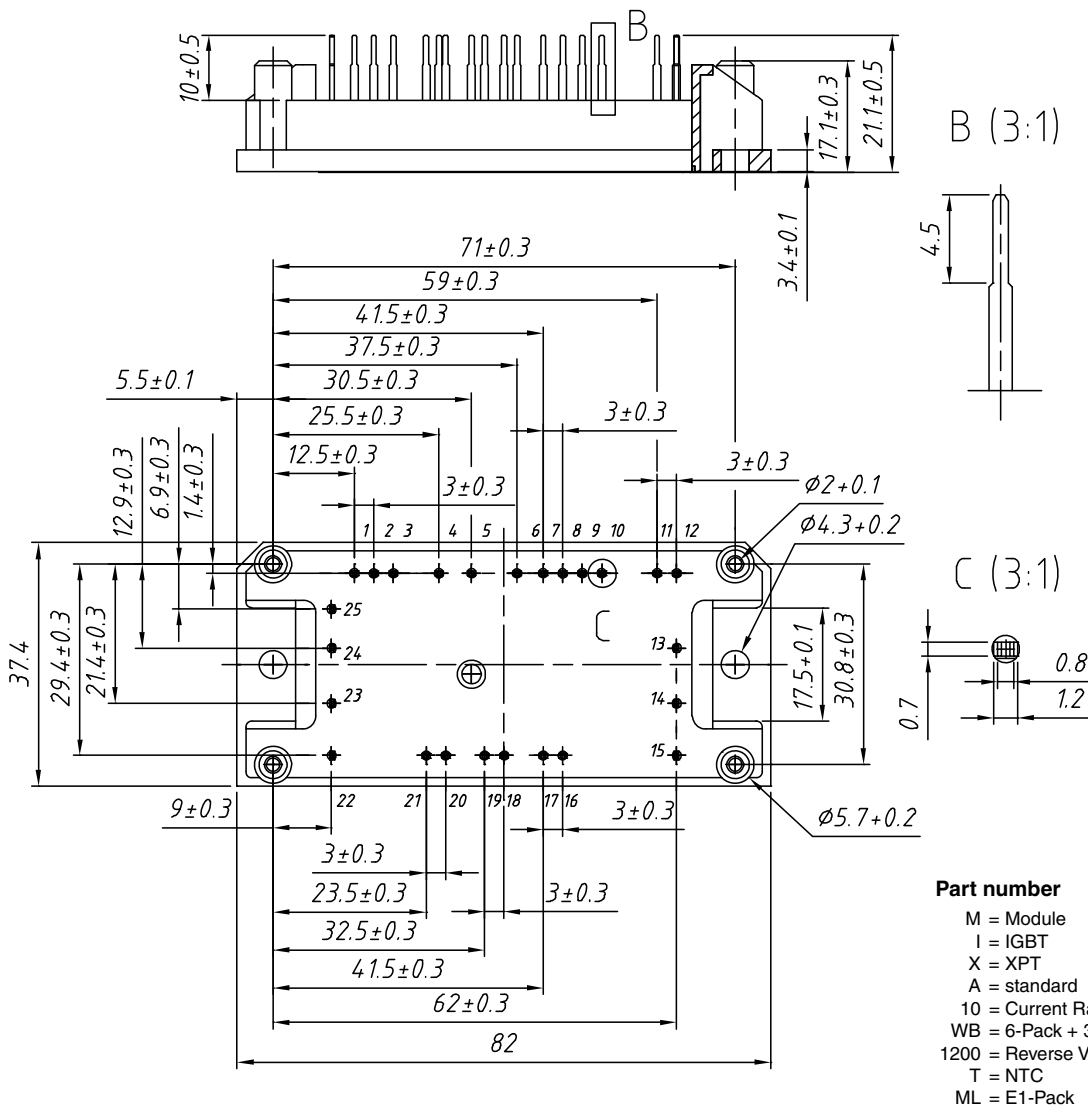 B
10±0.5
17.1±0.3
21.1±0.5
3.4±0.1
B (3:1)
4.5
71±0.3
59±0.3
41.5±0.3
37.5±0.3
5.5±0.1
30.5±0.3
25.5±0.3
3±0.3
12.5±0.3
3±0.3
3±0.3
12.9±0.3
6.9±0.3
1.4±0.3
ϕ2+0.1
ϕ4.3+0.2
1 2 3 4 5 6 7 8 9 10 11 12
C (3:1)
25
C
24
13
23
14
15
37.4
29.4±0.3
21.4±0.3
17.5+0.1
30.8±0.3
0.7
0.8
1.2
22 21 20 19 18 17 16
9±0.3
3±0.3
ϕ5.7+0.2
3±0.3
23.5±0.3
3±0.3
32.5±0.3
41.5±0.3
62±0.3
82
Part number
M = Module
I = IGBT
X = XPT
A = standard
10 = Current
WB = 6-Pack +
1200 = Reverse
T = NTC
ML = E1-Pack